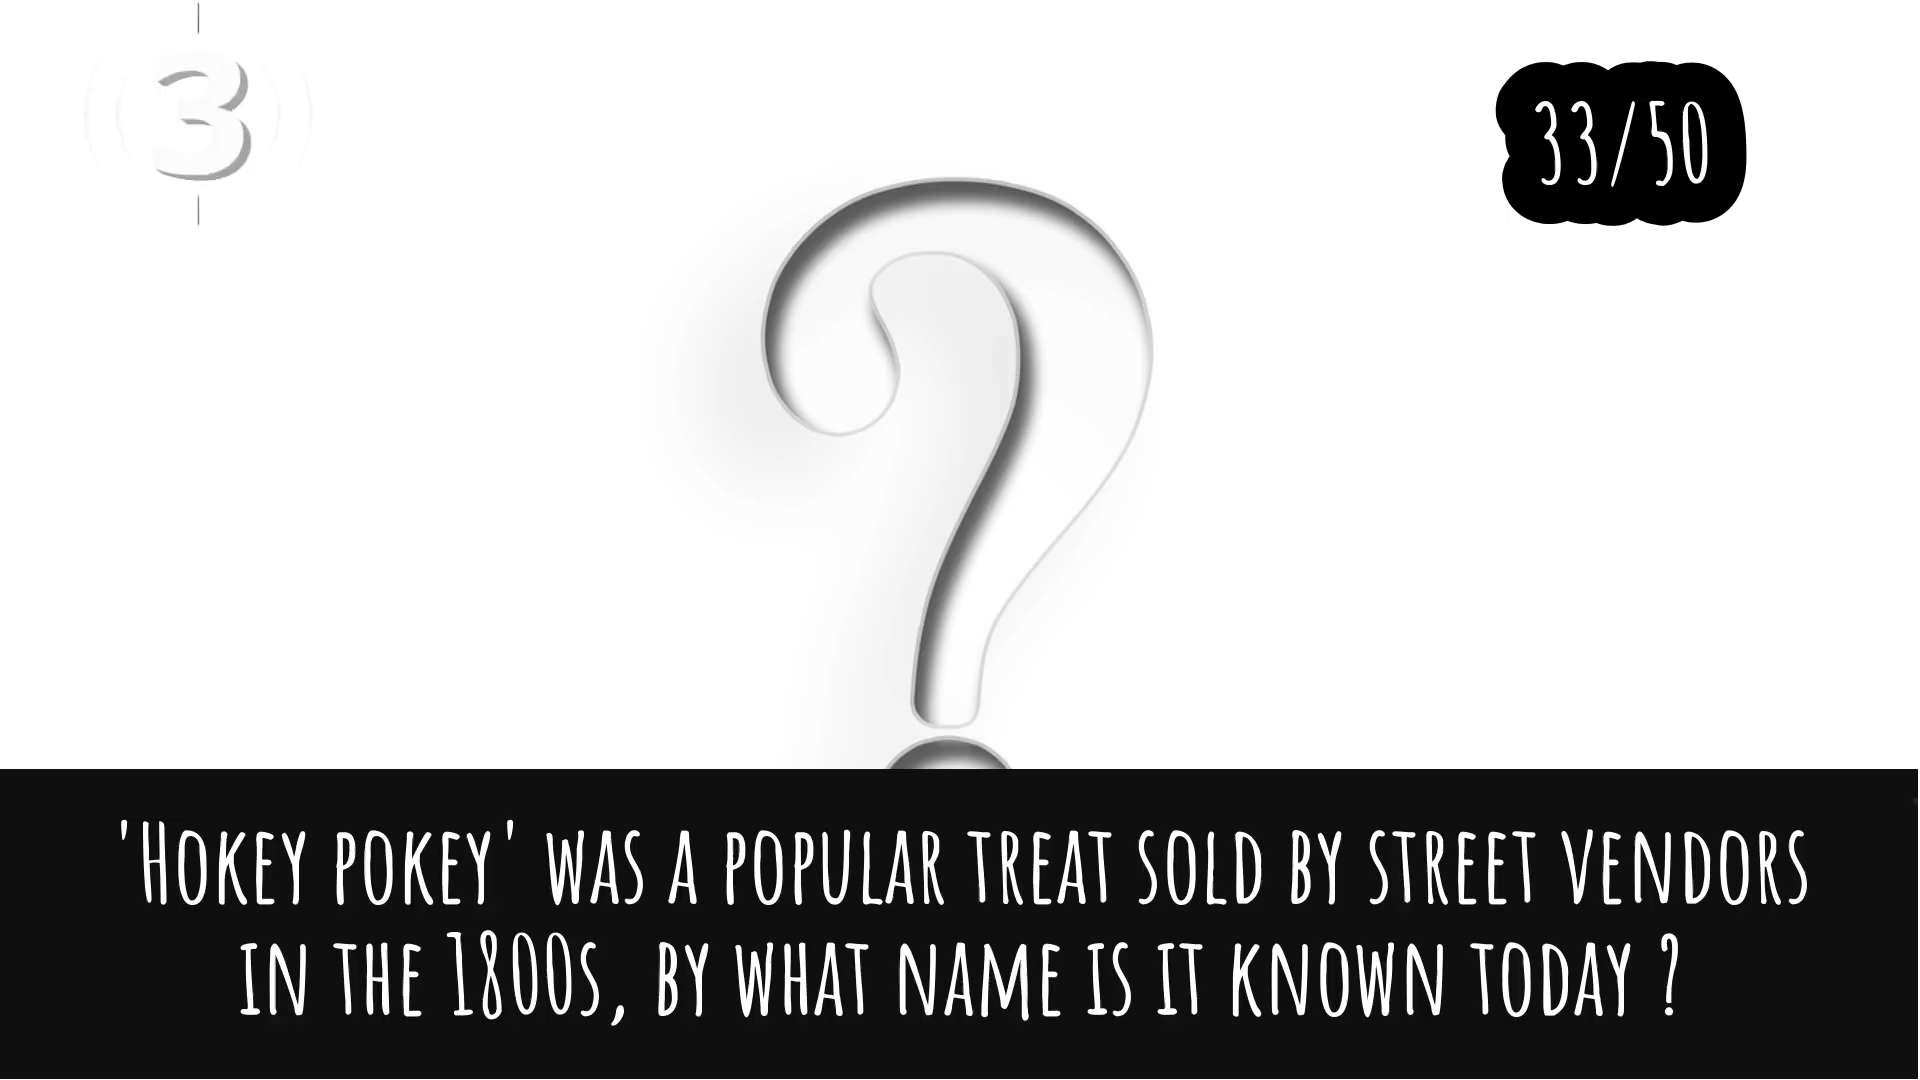 3
33/50
'Hokey pokey' was a popular treat sold by street vendors
in the 1800s, by what name is it known today ?